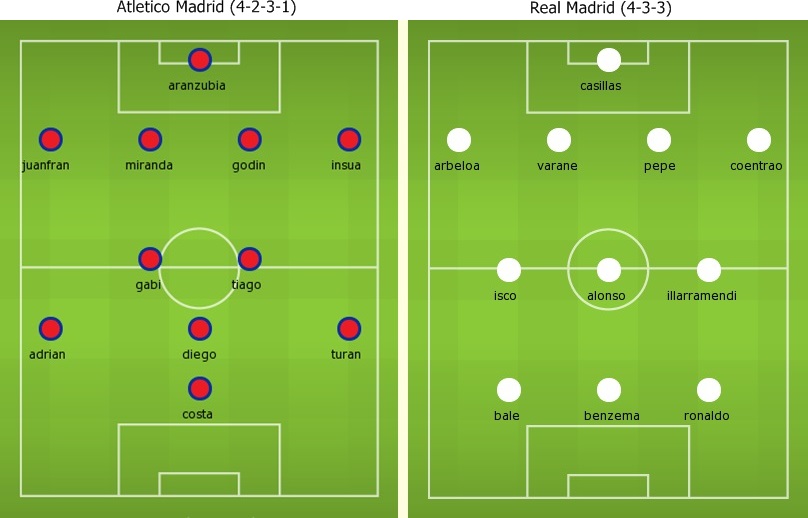 Atletico Madrid (4-2-3-1)
aranzubia
juanfran miranda godin insua
gabi tiago
adrian diego turan
costa
Real Madrid (4-3-3)
casillas
arbeloa varane pepe coentrao
isco alonso illarramendi
bale benzema ronaldo